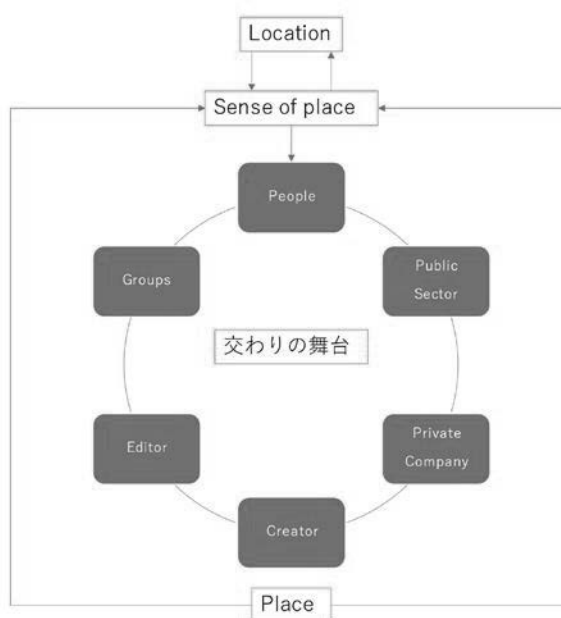 Location
Sense of place
People
Groups
Public
Sector
交わりの舞台
Editor
Private
Company
Creator
Place